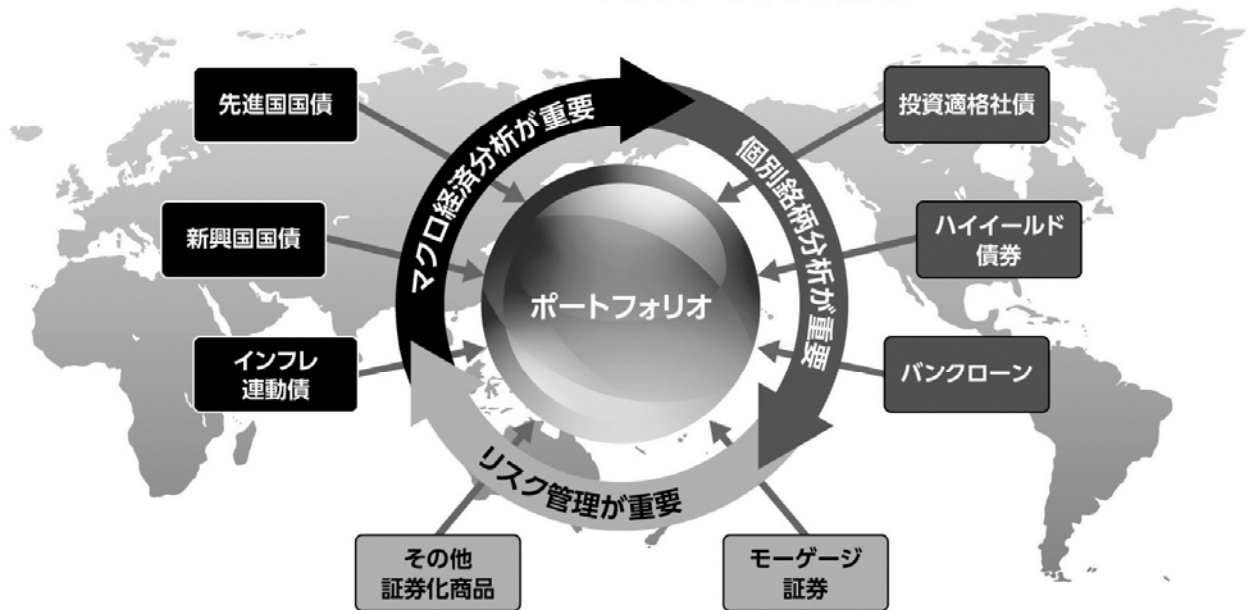 先進国国債
新興国国債
インフレ
連動債
マクロ経済分析が重要
個別銘柄分析が重要
リスク管理が重要
ポートフォリオ
投資適格社債
ハイイールド
債券
バンクローン
その他
証券化商品
モーゲージ
証券